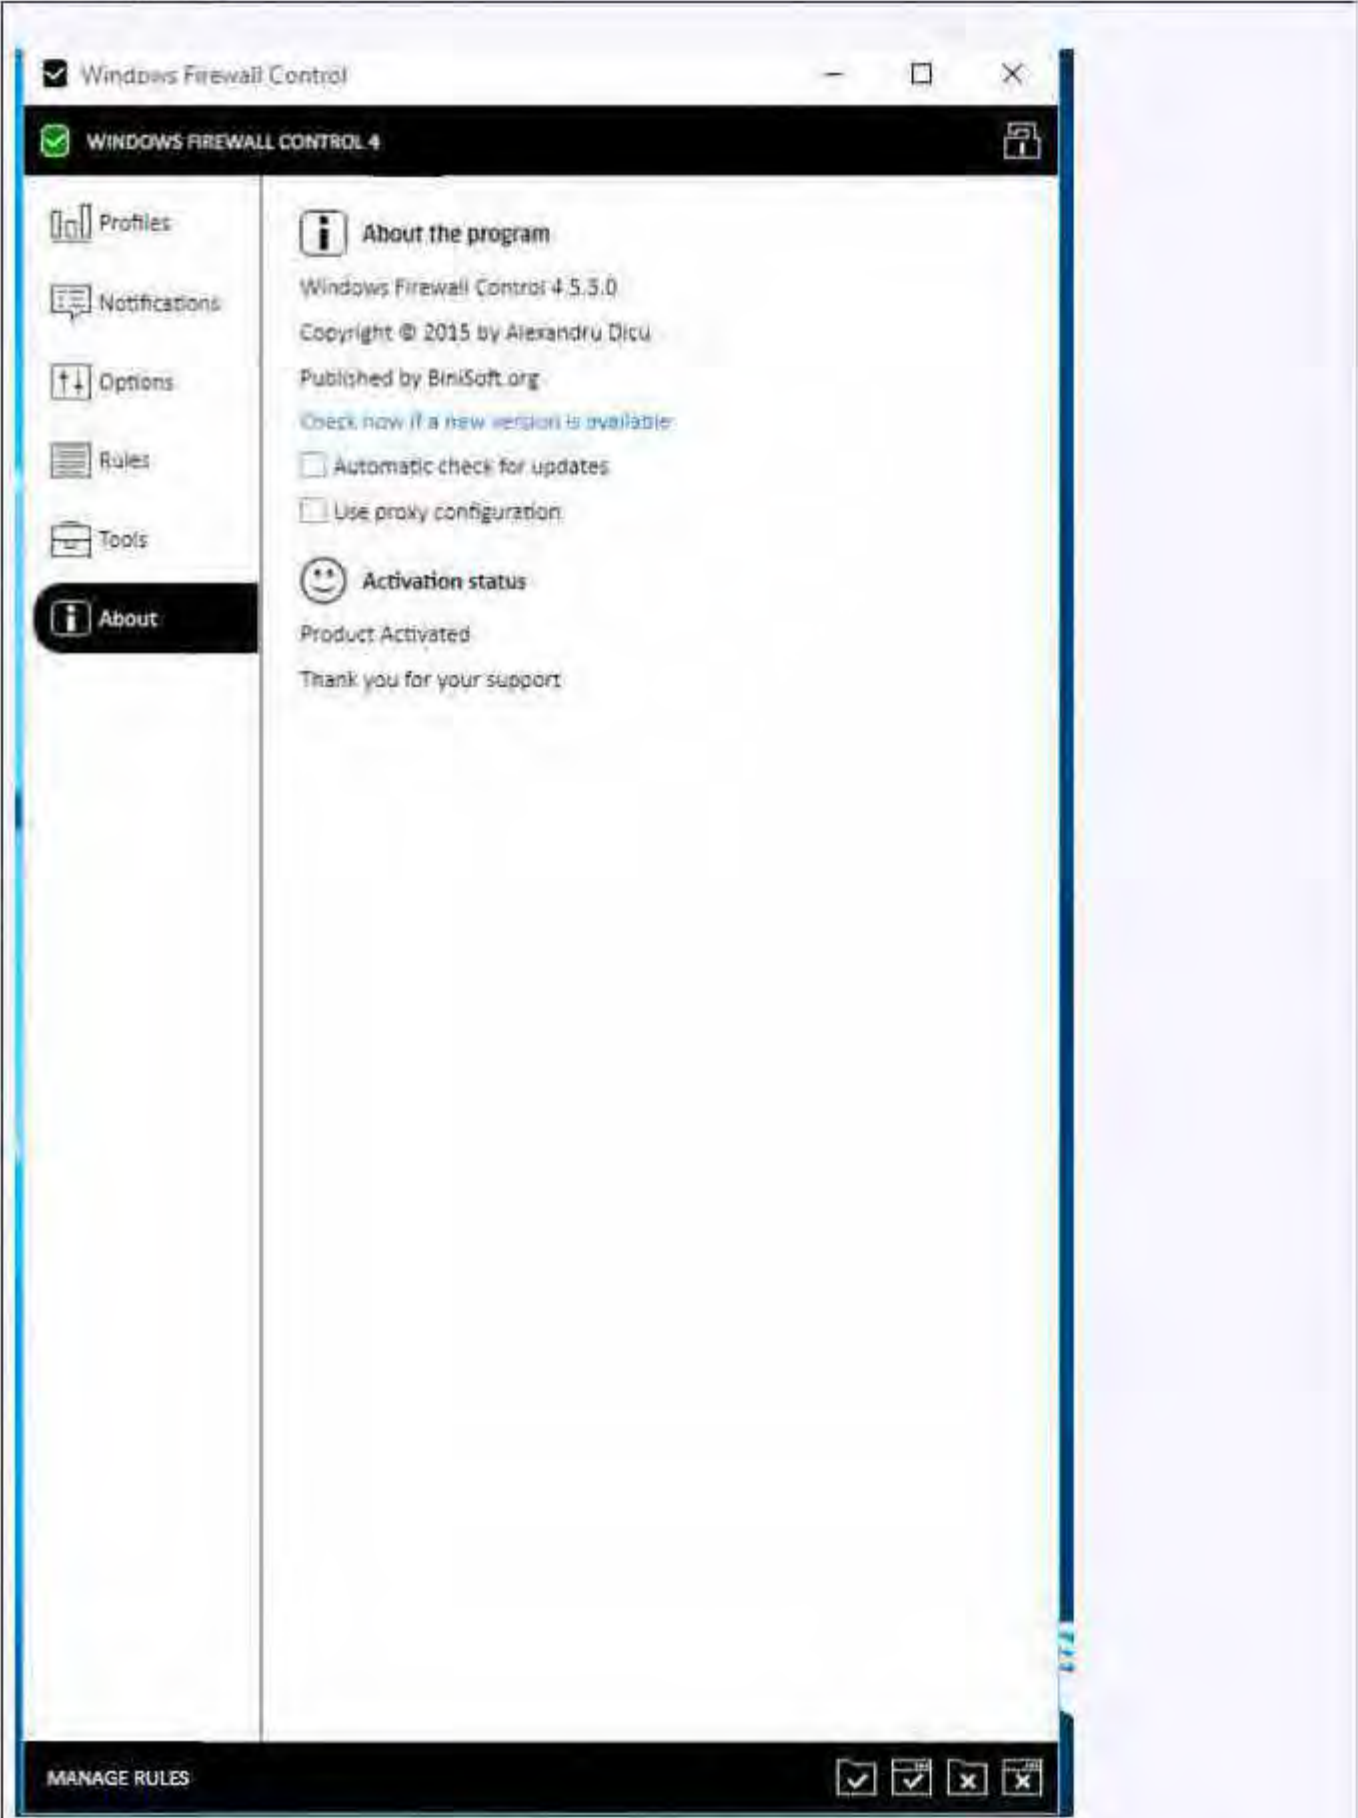 Windows Firewall Control
WINDOWS FIREWALL CONTROL 4
Profiles
Notifications
Options
Rules
Tools
About
About the program
Windows Firewall Control 4.5.3.0
Copyright © 2015 by Alexandru Dicu
Published by BiniSoft.org
Check now if a new version is available
Automatic check for updates
Use proxy configuration
Activation status
Product Activated
Thank you for your support
MANAGE RULES